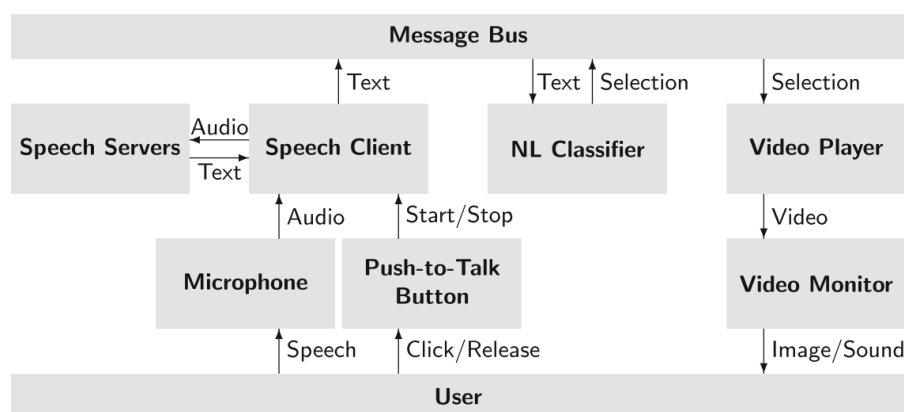 Message Bus
Text
Text
Selection
Selection
Speech Servers
Audio
Text
Speech Client
NL Classifier
Video Player
Audio
Start/Stop
Video
Microphone
Push-to-Talk
Button
Video Monitor
Speech
Click/Release
Image/Sound
User